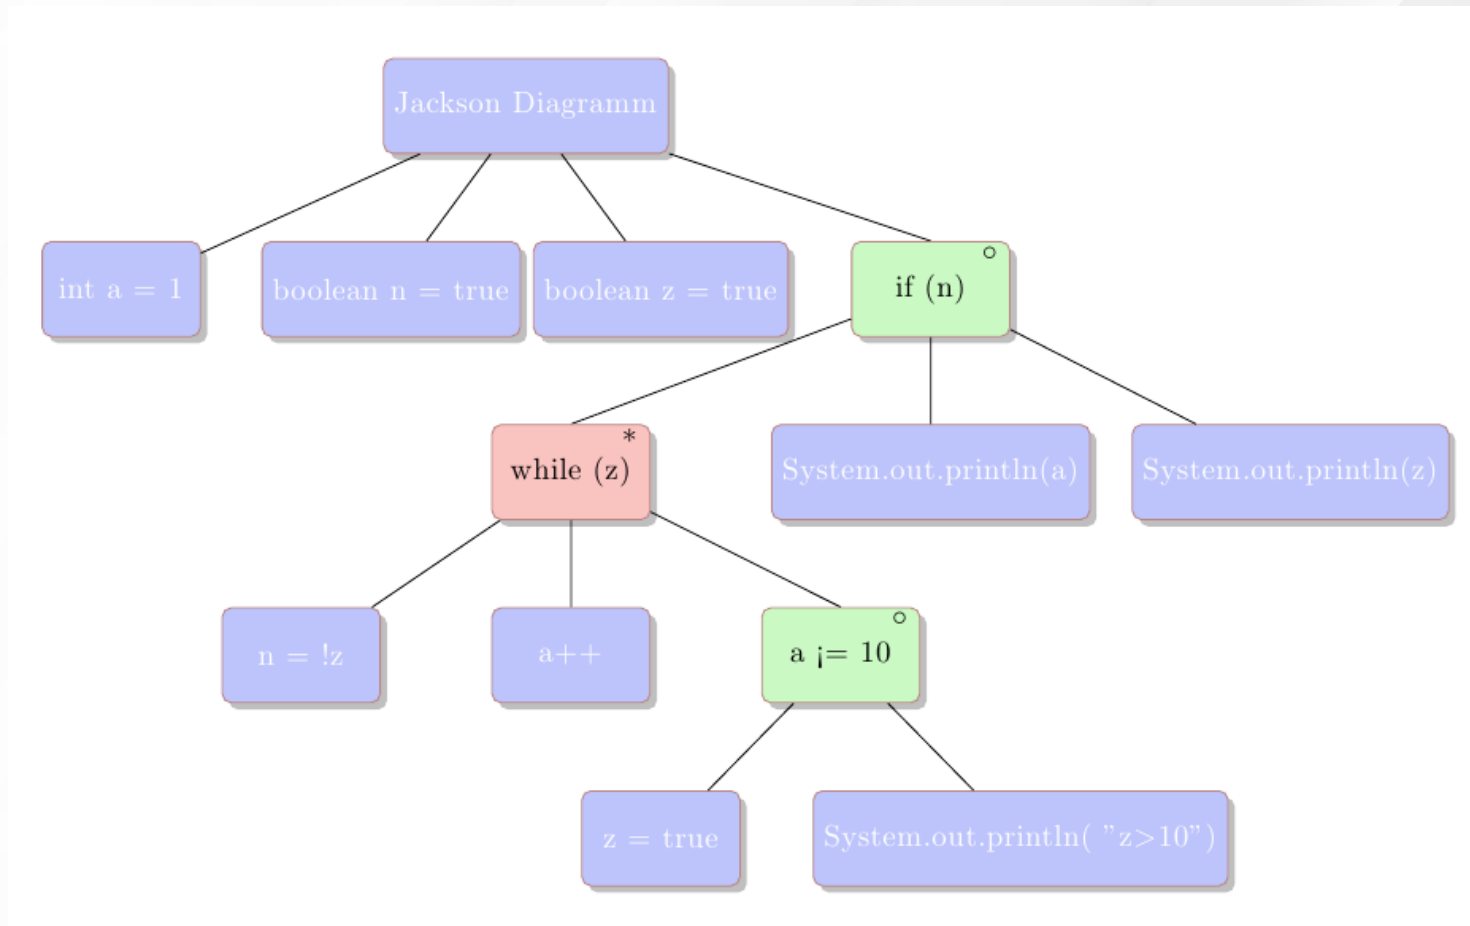 Jackson Diagramm
int a = 1
boolean n = true
boolean z = true
if (n)
while (z)
*
System.out.println(a)
System.out.println(z)
n = !z
a++
a ¡= 10
z = true
System.out.println( ”z>10”)